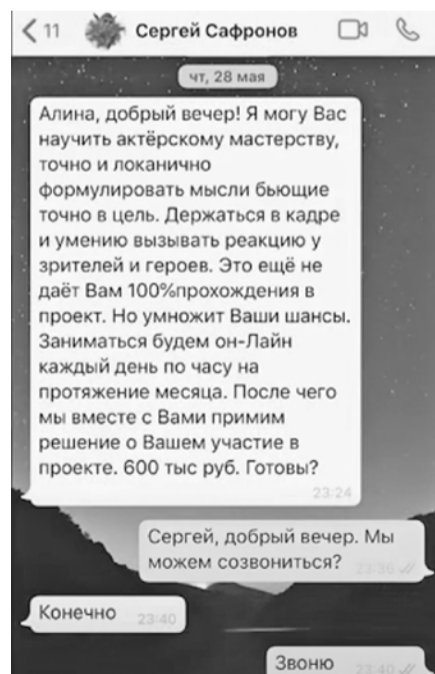 11 Сергей Сафронов
чт, 28 мая
Алина, добрый вечер! Я могу Вас
научить актёрскому мастерству,
точно и локанично
формулировать мысли бьющие
точно в цель. Держаться в кадре
и умению вызывать реакцию у
зрителей и героев. Это ещё не
даёт Вам 100%прохождения в
проект. Но умножит Ваши шансы.
Заниматься будем он-Лайн
каждый день по часу на
протяжение месяца. После чего
мы вместе с Вами примим
решение о Вашем участие в
проекте. 600 тыс руб. Готовы?
23:24
Сергей, добрый вечер. Мы
можем созвониться? 23:36
Конечно 23:40
Звоню 23:40